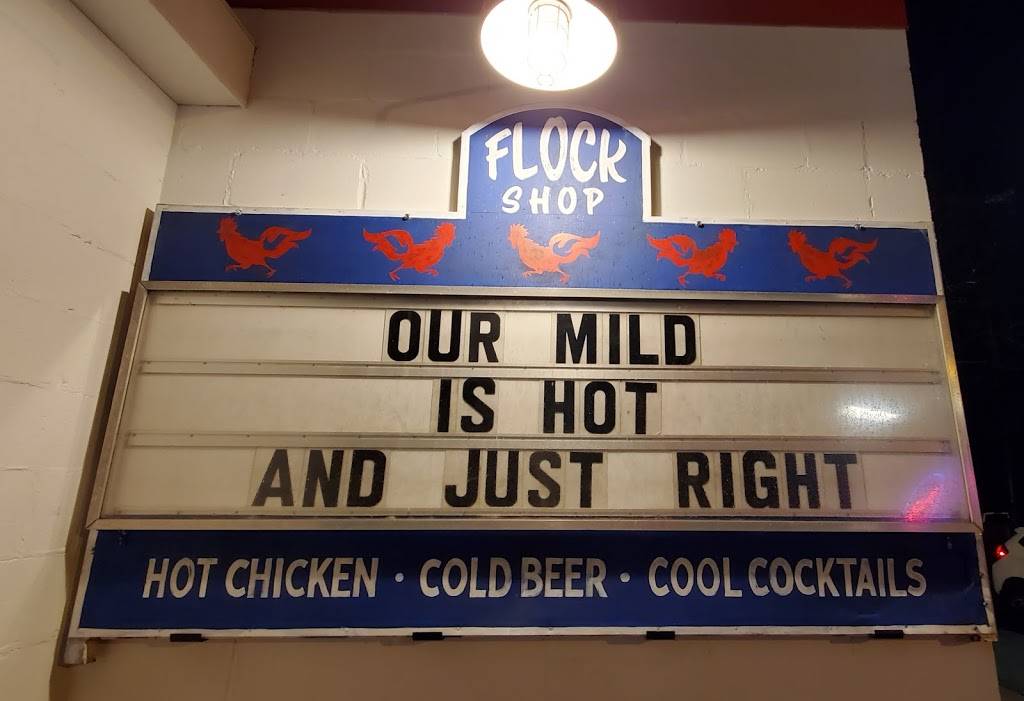 FLOCK
SHOP
OUR MILD
IS HOT
AND JUST RIGHT
HOT CHICKEN · COLD BEER · COOL COCKTAILS